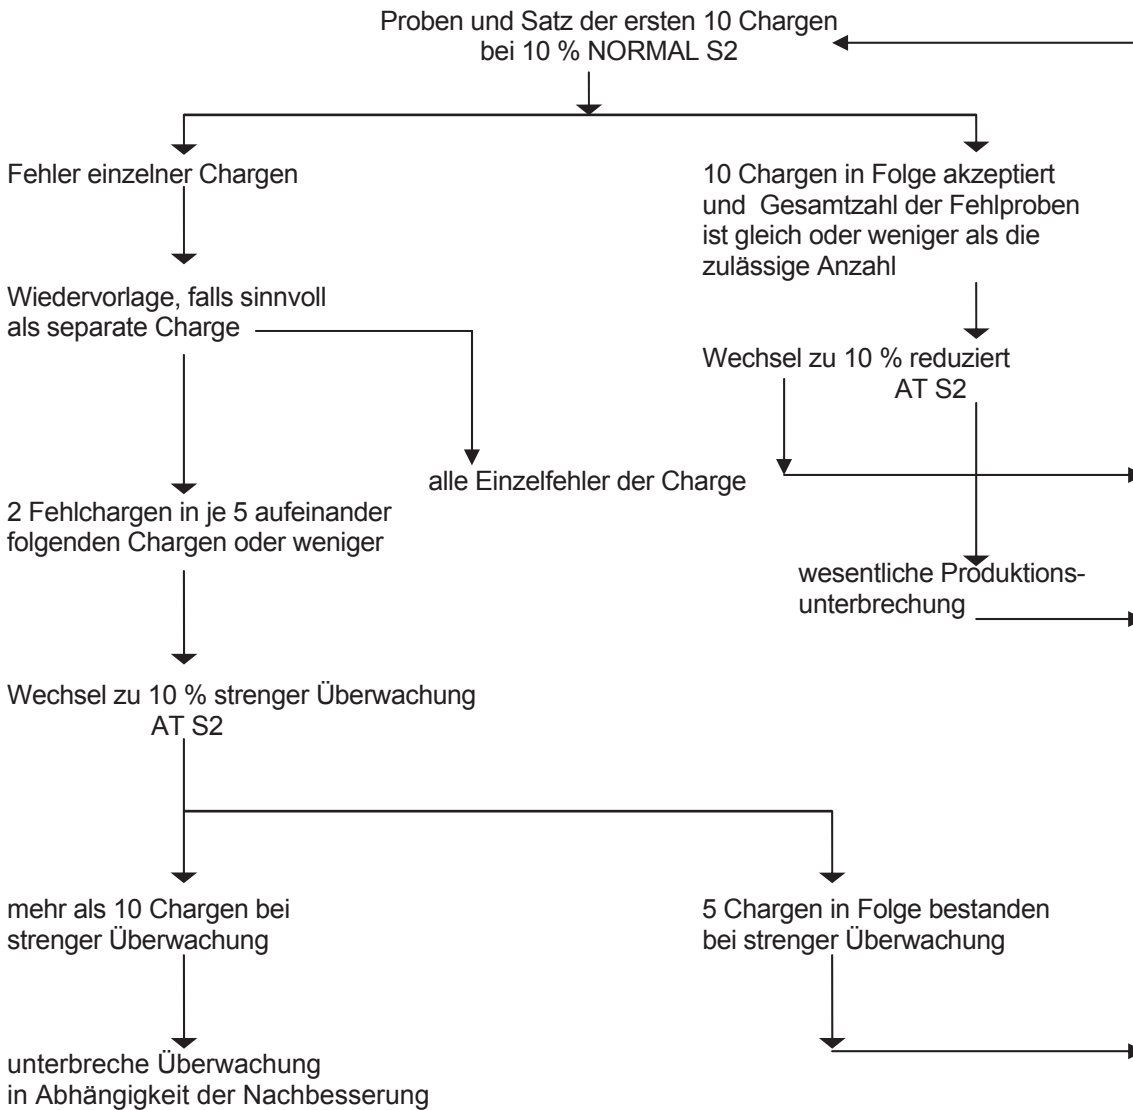 Proben und Satz der ersten 10 Chargen
bei 10 % NORMAL S2
Fehler einzelner Chargen
10 Chargen in Folge akzeptiert
und Gesamtzahl der Fehlproben
ist gleich oder weniger als die
zulässige Anzahl
Wiedervorlage, falls sinnvoll
als separate Charge
Wechsel zu 10 % reduziert
AT S2
alle Einzelfehler der Charge
2 Fehlchargen in je 5 aufeinander
folgenden Chargen oder weniger
wesentliche Produktions-
unterbrechung
Wechsel zu 10 % strenger Überwachung
AT S2
mehr als 10 Chargen bei
strenger Überwachung
5 Chargen in Folge bestanden
bei strenger Überwachung
unterbreche Überwachung
in Abhängigkeit der Nachbesserung